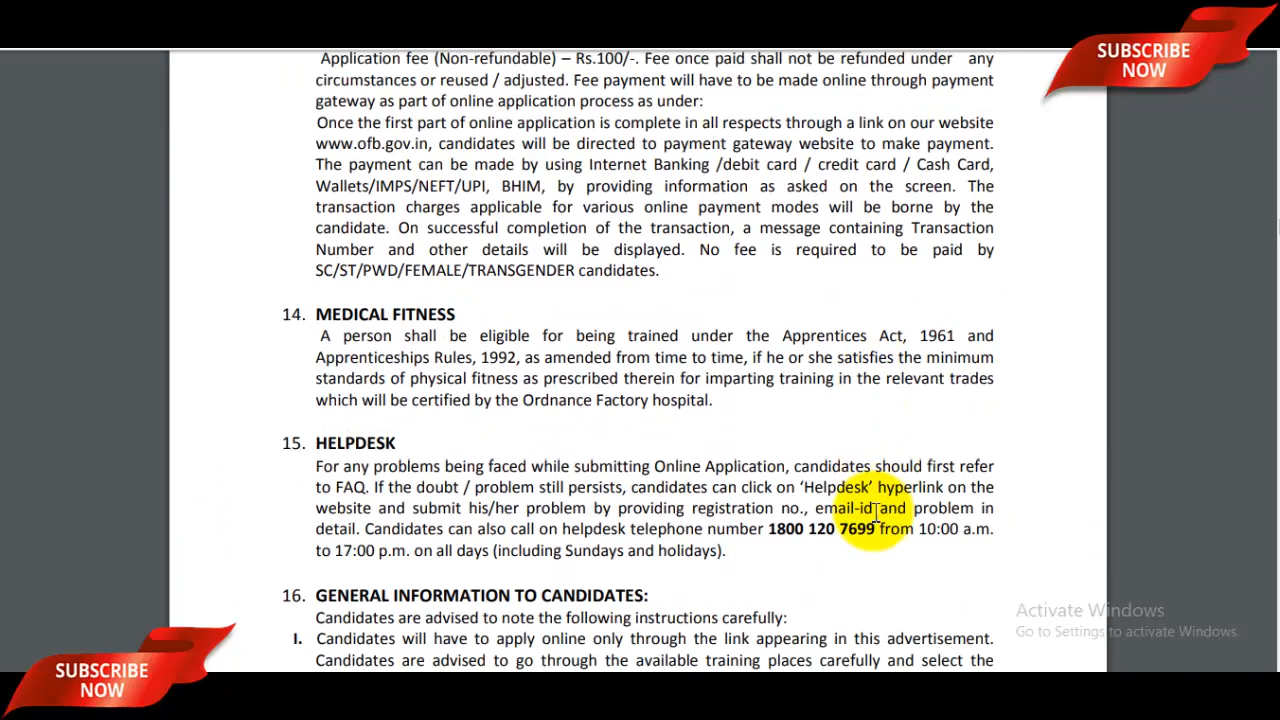 SUBSCRIBE
NOW
Application fee (Non-refundable) – Rs.100/-. Fee once paid shall not be refunded under any
circumstances or reused / adjusted. Fee payment will have to be made online through payment
gateway as part of online application process as under:
Once the first part of online application is complete in all respects through a link on our website
www.ofb.gov.in, candidates will be directed to payment gateway website to make payment.
The payment can be made by using Internet Banking /debit card / credit card / Cash Card,
Wallets/IMPS/NEFT/UPI, BHIM, by providing information as asked on the screen. The
transaction charges applicable for various online payment modes will be borne by the
candidate. On successful completion of the transaction, a message containing Transaction
Number and other details will be displayed. No fee is required to be paid by
SC/ST/PWD/FEMALE/TRANSGENDER candidates.
14. MEDICAL FITNESS
A person shall be eligible for being trained under the Apprentices Act, 1961 and
Apprenticeships Rules, 1992, as amended from time to time, if he or she satisfies the minimum
standards of physical fitness as prescribed therein for imparting training in the relevant trades
which will be certified by the Ordnance Factory hospital.
15. HELPDESK
For any problems being faced while submitting Online Application, candidates should first refer
to FAQ. If the doubt / problem still persists, candidates can click on ‘Helpdesk’ hyperlink on the
website and submit his/her problem by providing registration no., email-id and problem in
detail. Candidates can also call on helpdesk telephone number 1800 120 7699 from 10:00 a.m.
to 17:00 p.m. on all days (including Sundays and holidays).
16. GENERAL INFORMATION TO CANDIDATES:
Candidates are advised to note the following instructions carefully:
I. Candidates will have to apply online only through the link appearing in this advertisement.
Candidates are advised to go through the available training places carefully and select the
Activate Windows
Go to Settings to activate Windows.
SUBSCRIBE
NOW